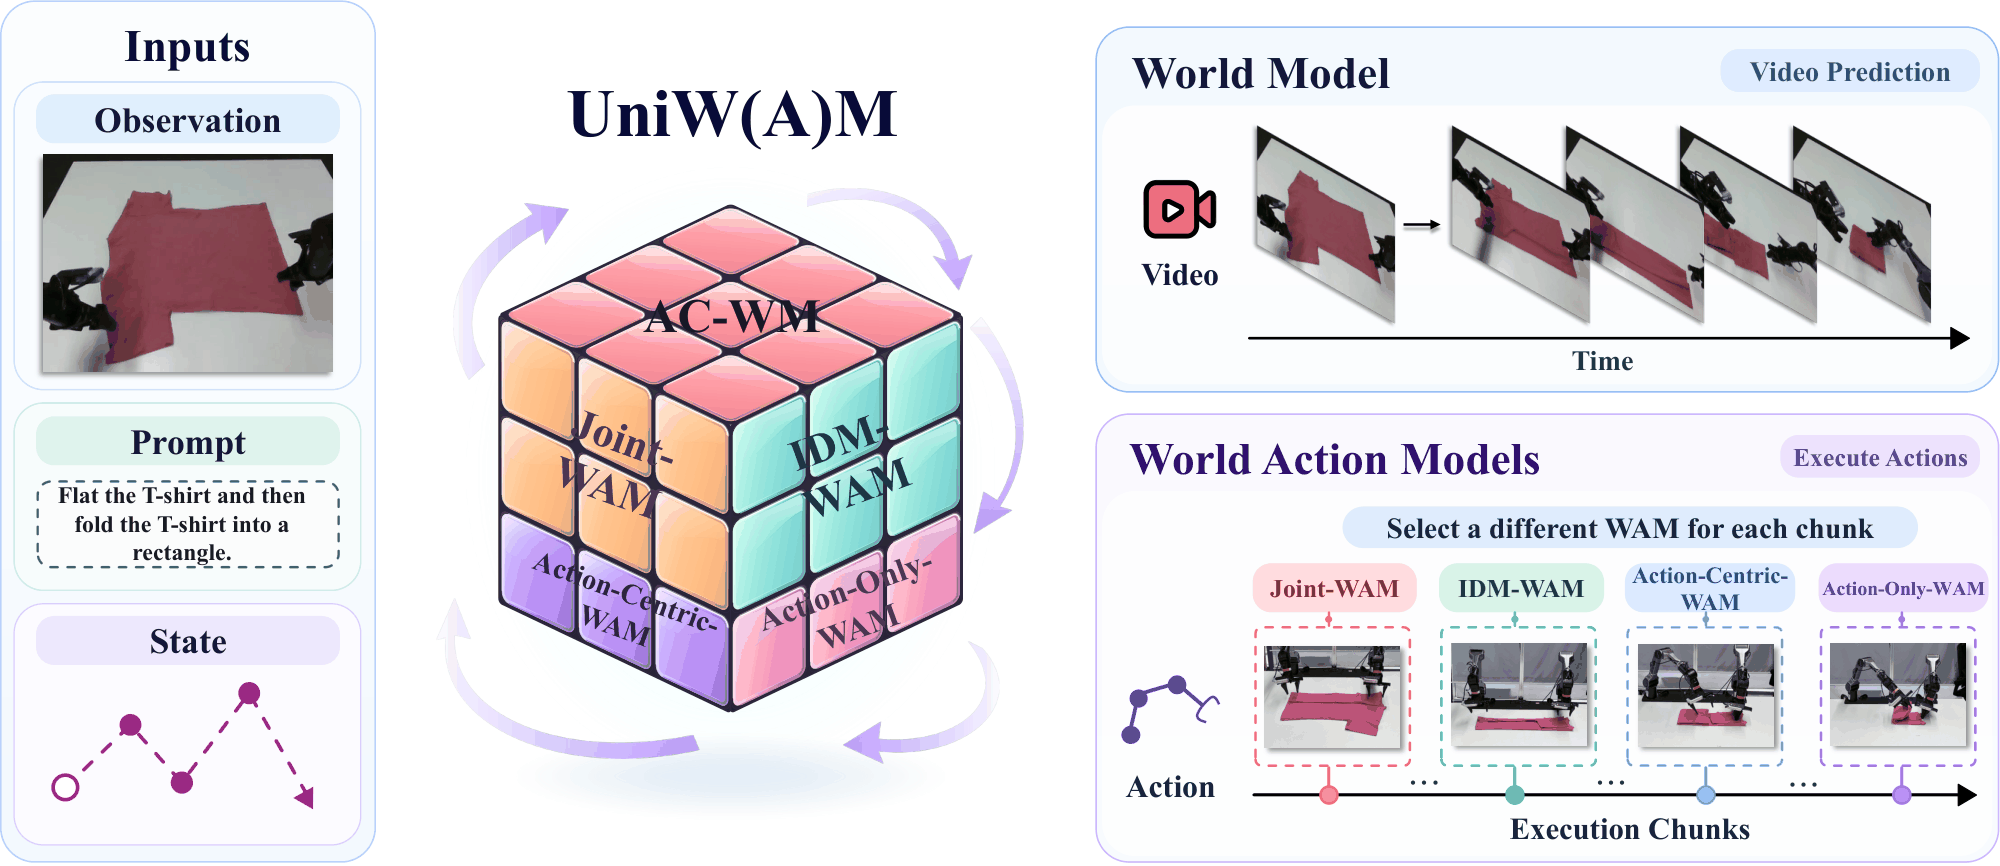 Inputs
Observation
Prompt
Flat the T-shirt and then
fold the T-shirt into a
rectangle.
State
UniW(A)M
AC-WM
Joint-
WAM
IDM-
WAM
Action-Centric-
WAM
Action-Only-
WAM
World Model
Video Prediction
Video
Time
World Action Models
Execute Actions
Select a different WAM for each chunk
Joint-WAM
IDM-WAM
Action-Centric-
WAM
Action-Only-WAM
Action
...
...
...
Execution Chunks